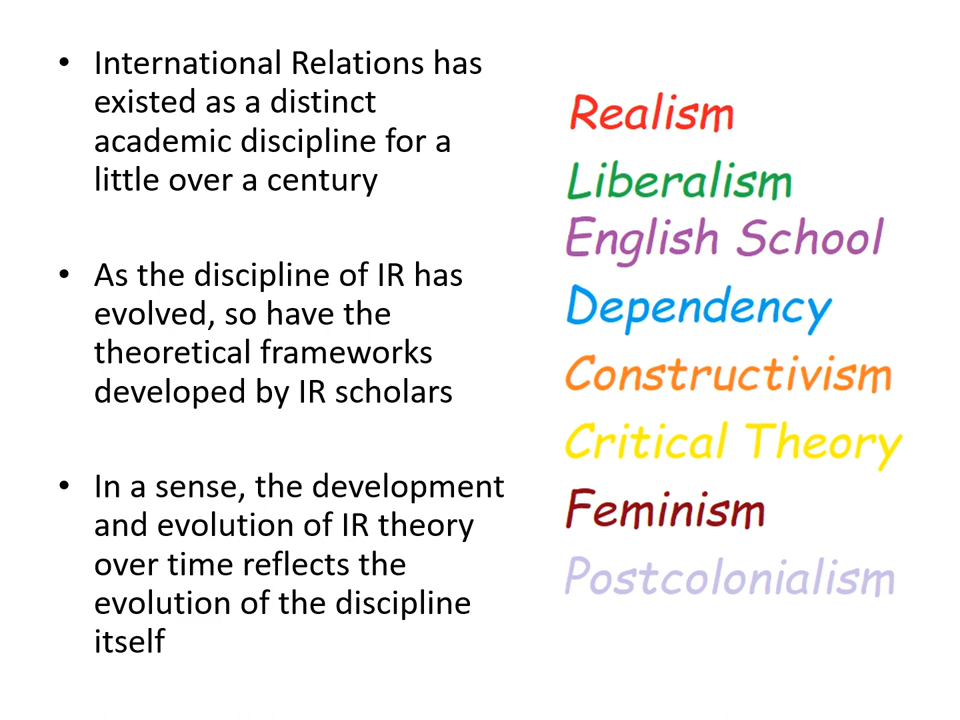 • International Relations has
existed as a distinct
academic discipline for a
little over a century
• As the discipline of IR has
evolved, so have the
theoretical frameworks
developed by IR scholars
• In a sense, the development
and evolution of IR theory
over time reflects the
evolution of the discipline
itself
Realism
Liberalism
English School
Dependency
Constructivism
Critical Theory
Feminism
Postcolonialism